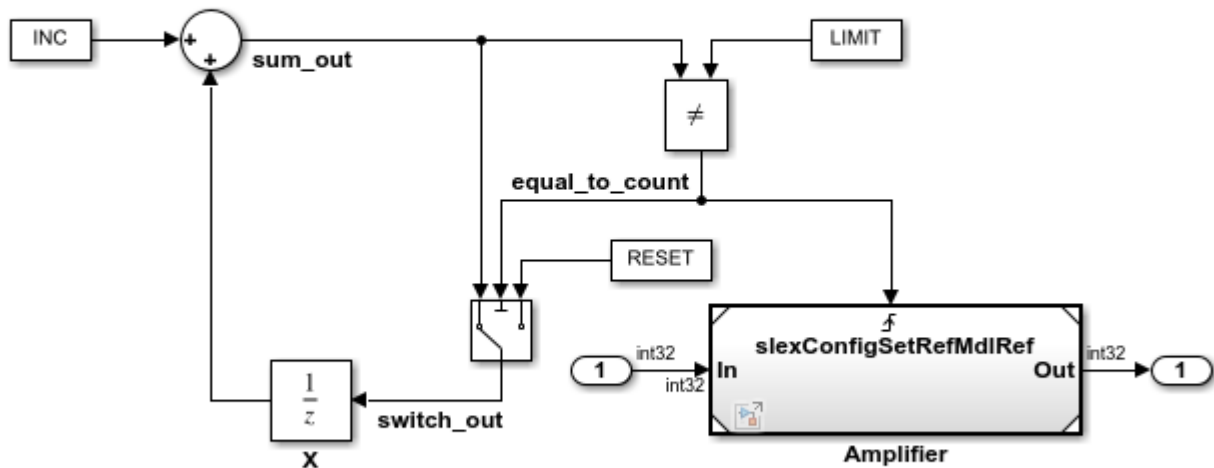 INC
+
+
sum_out
LIMIT
≠
equal_to_count
RESET
1
z
X
switch_out
1
int32
int32
In
slexConfigSetRefMdlRef
Out
int32
1
Amplifier